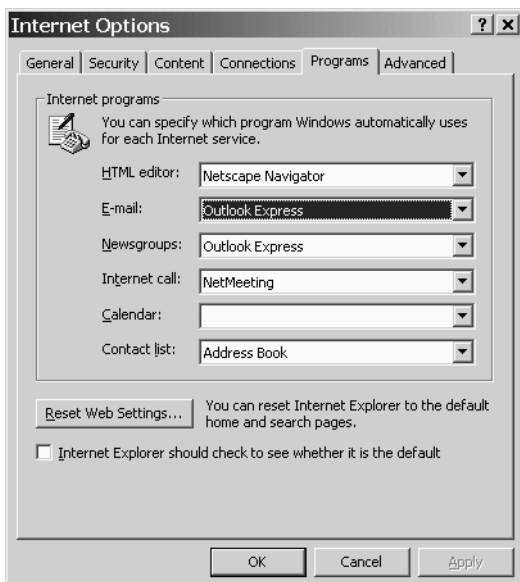 Internet Options
General Security Content Connections Programs Advanced
Internet programs
You can specify which program Windows automatically uses
for each Internet service.
HTML editor: Netscape Navigator
E-mail: Outlook Express
Newsgroups: Outlook Express
Internet call: NetMeeting
Calendar:
Contact list: Address Book
Reset Web Settings... You can reset Internet Explorer to the default
home and search pages.
Internet Explorer should check to see whether it is the default
OK Cancel Apply